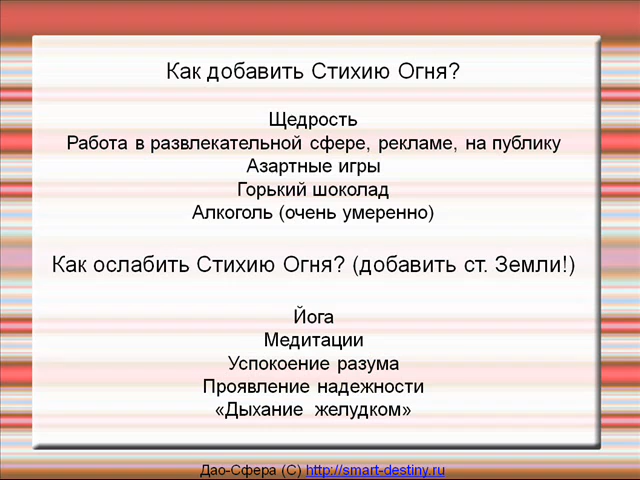 Как добавить Стихию Огня?
Щедрость
Работа в развлекательной сфере, рекламе, на публику
Азартные игры
Горький шоколад
Алкоголь (очень умеренно)
Как ослабить Стихию Огня? (добавить ст. Земли!)
Йога
Медитации
Успокоение разума
Проявление надежности
«Дыхание желудком»
Дао-Сфера (С) http://smart-destiny.ru